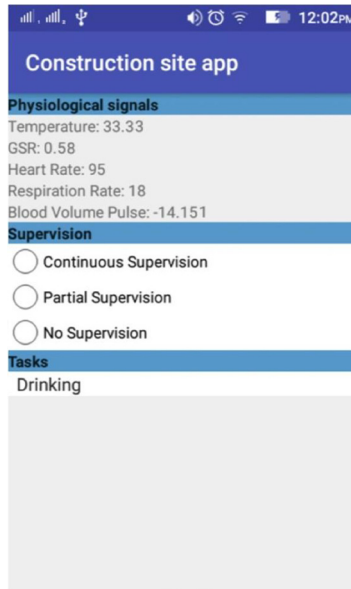 12:02PM
Construction site app
Physiological signals
Temperature: 33.33
GSR: 0.58
Heart Rate: 95
Respiration Rate: 18
Blood Volume Pulse: -14.151
Supervision
Continuous Supervision
Partial Supervision
No Supervision
Tasks
Drinking